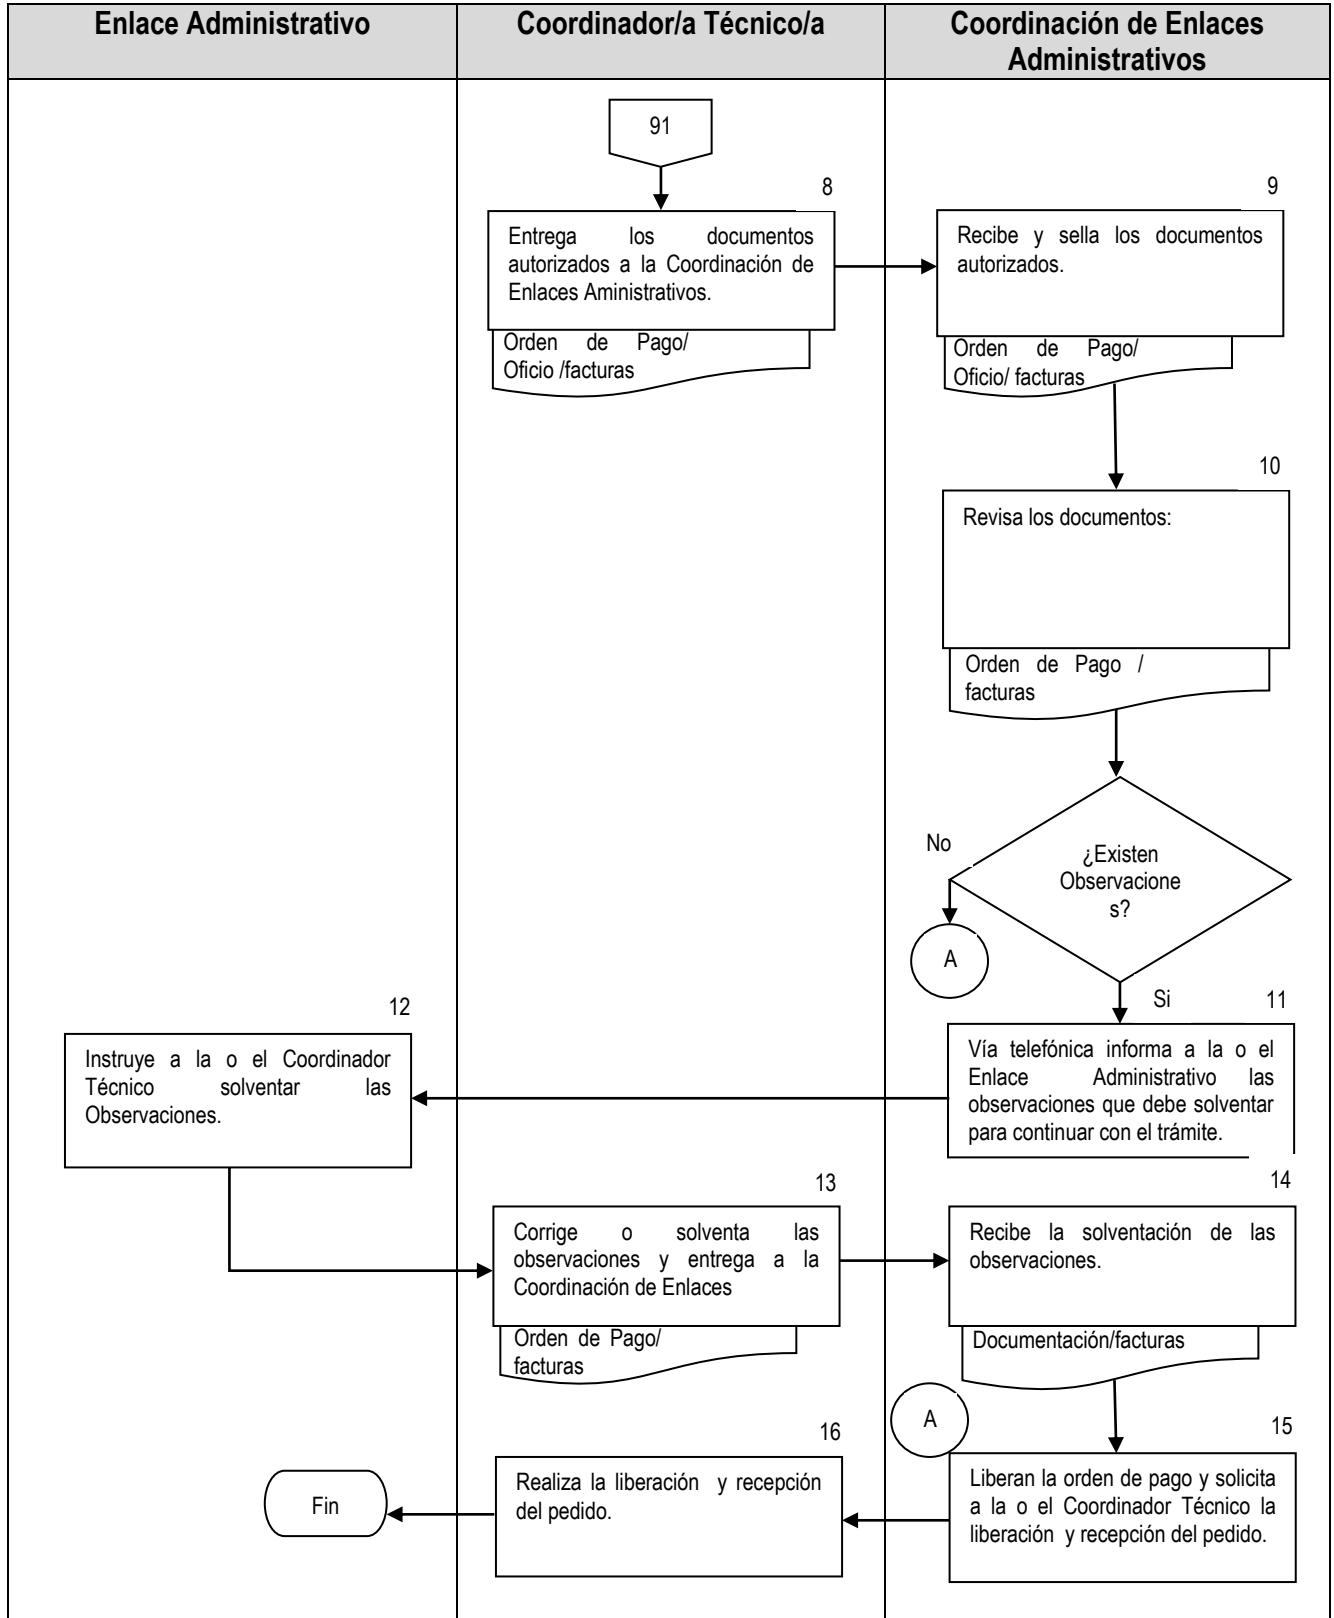 Enlace Administrativo
Coordinador/a Técnico/a
Coordinación de Enlaces
Administrativos
91
8
Entrega los documentos
autorizados a la Coordinación de
Enlaces Aministrativos.
Orden de Pago/
Oficio /facturas
9
Recibe y sella los documentos
autorizados.
Orden de Pago/
Oficio/ facturas
10
Revisa los documentos:
Orden de Pago /
facturas
No
¿Existen
Observacione
s?
A
Si
11
Vía telefónica informa a la o el
Enlace Administrativo las
observaciones que debe solventar
para continuar con el trámite.
12
Instruye a la o el Coordinador
Técnico solventar las
Observaciones.
13
Corrige o solventa las
observaciones y entrega a la
Coordinación de Enlaces
Orden de Pago/
facturas
14
Recibe la solventación de las
observaciones.
Documentación/facturas
A
15
Liberan la orden de pago y solicita
a la o el Coordinador Técnico la
liberación y recepción del pedido.
16
Realiza la liberación y recepción
del pedido.
Fin